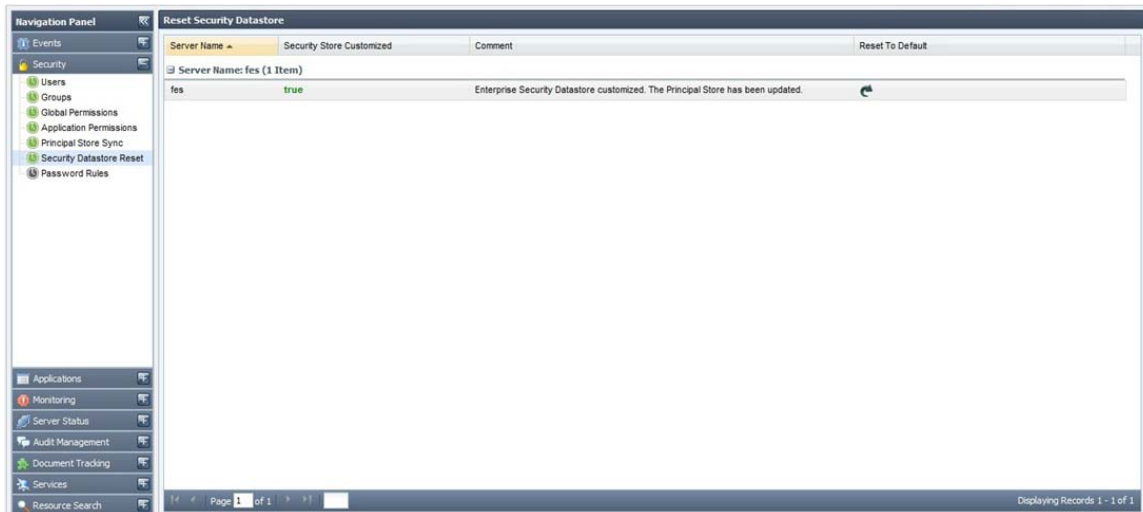 Navigation Panel
Events
Security
Users
Groups
Global Permissions
Application Permissions
Principal Store Sync
Security Datastore Reset
Password Rules
Applications
Monitoring
Server Status
Audit Management
Document Tracking
Services
Resource Search
Reset Security Datastore
Server Name Security Store Customized Comment Reset To Default
Server Name: fes (1 Item)
fes true Enterprise Security Datastore customized. The Principal Store has been updated.
Page 1 of 1 Displaying Records 1 - 1 of 1